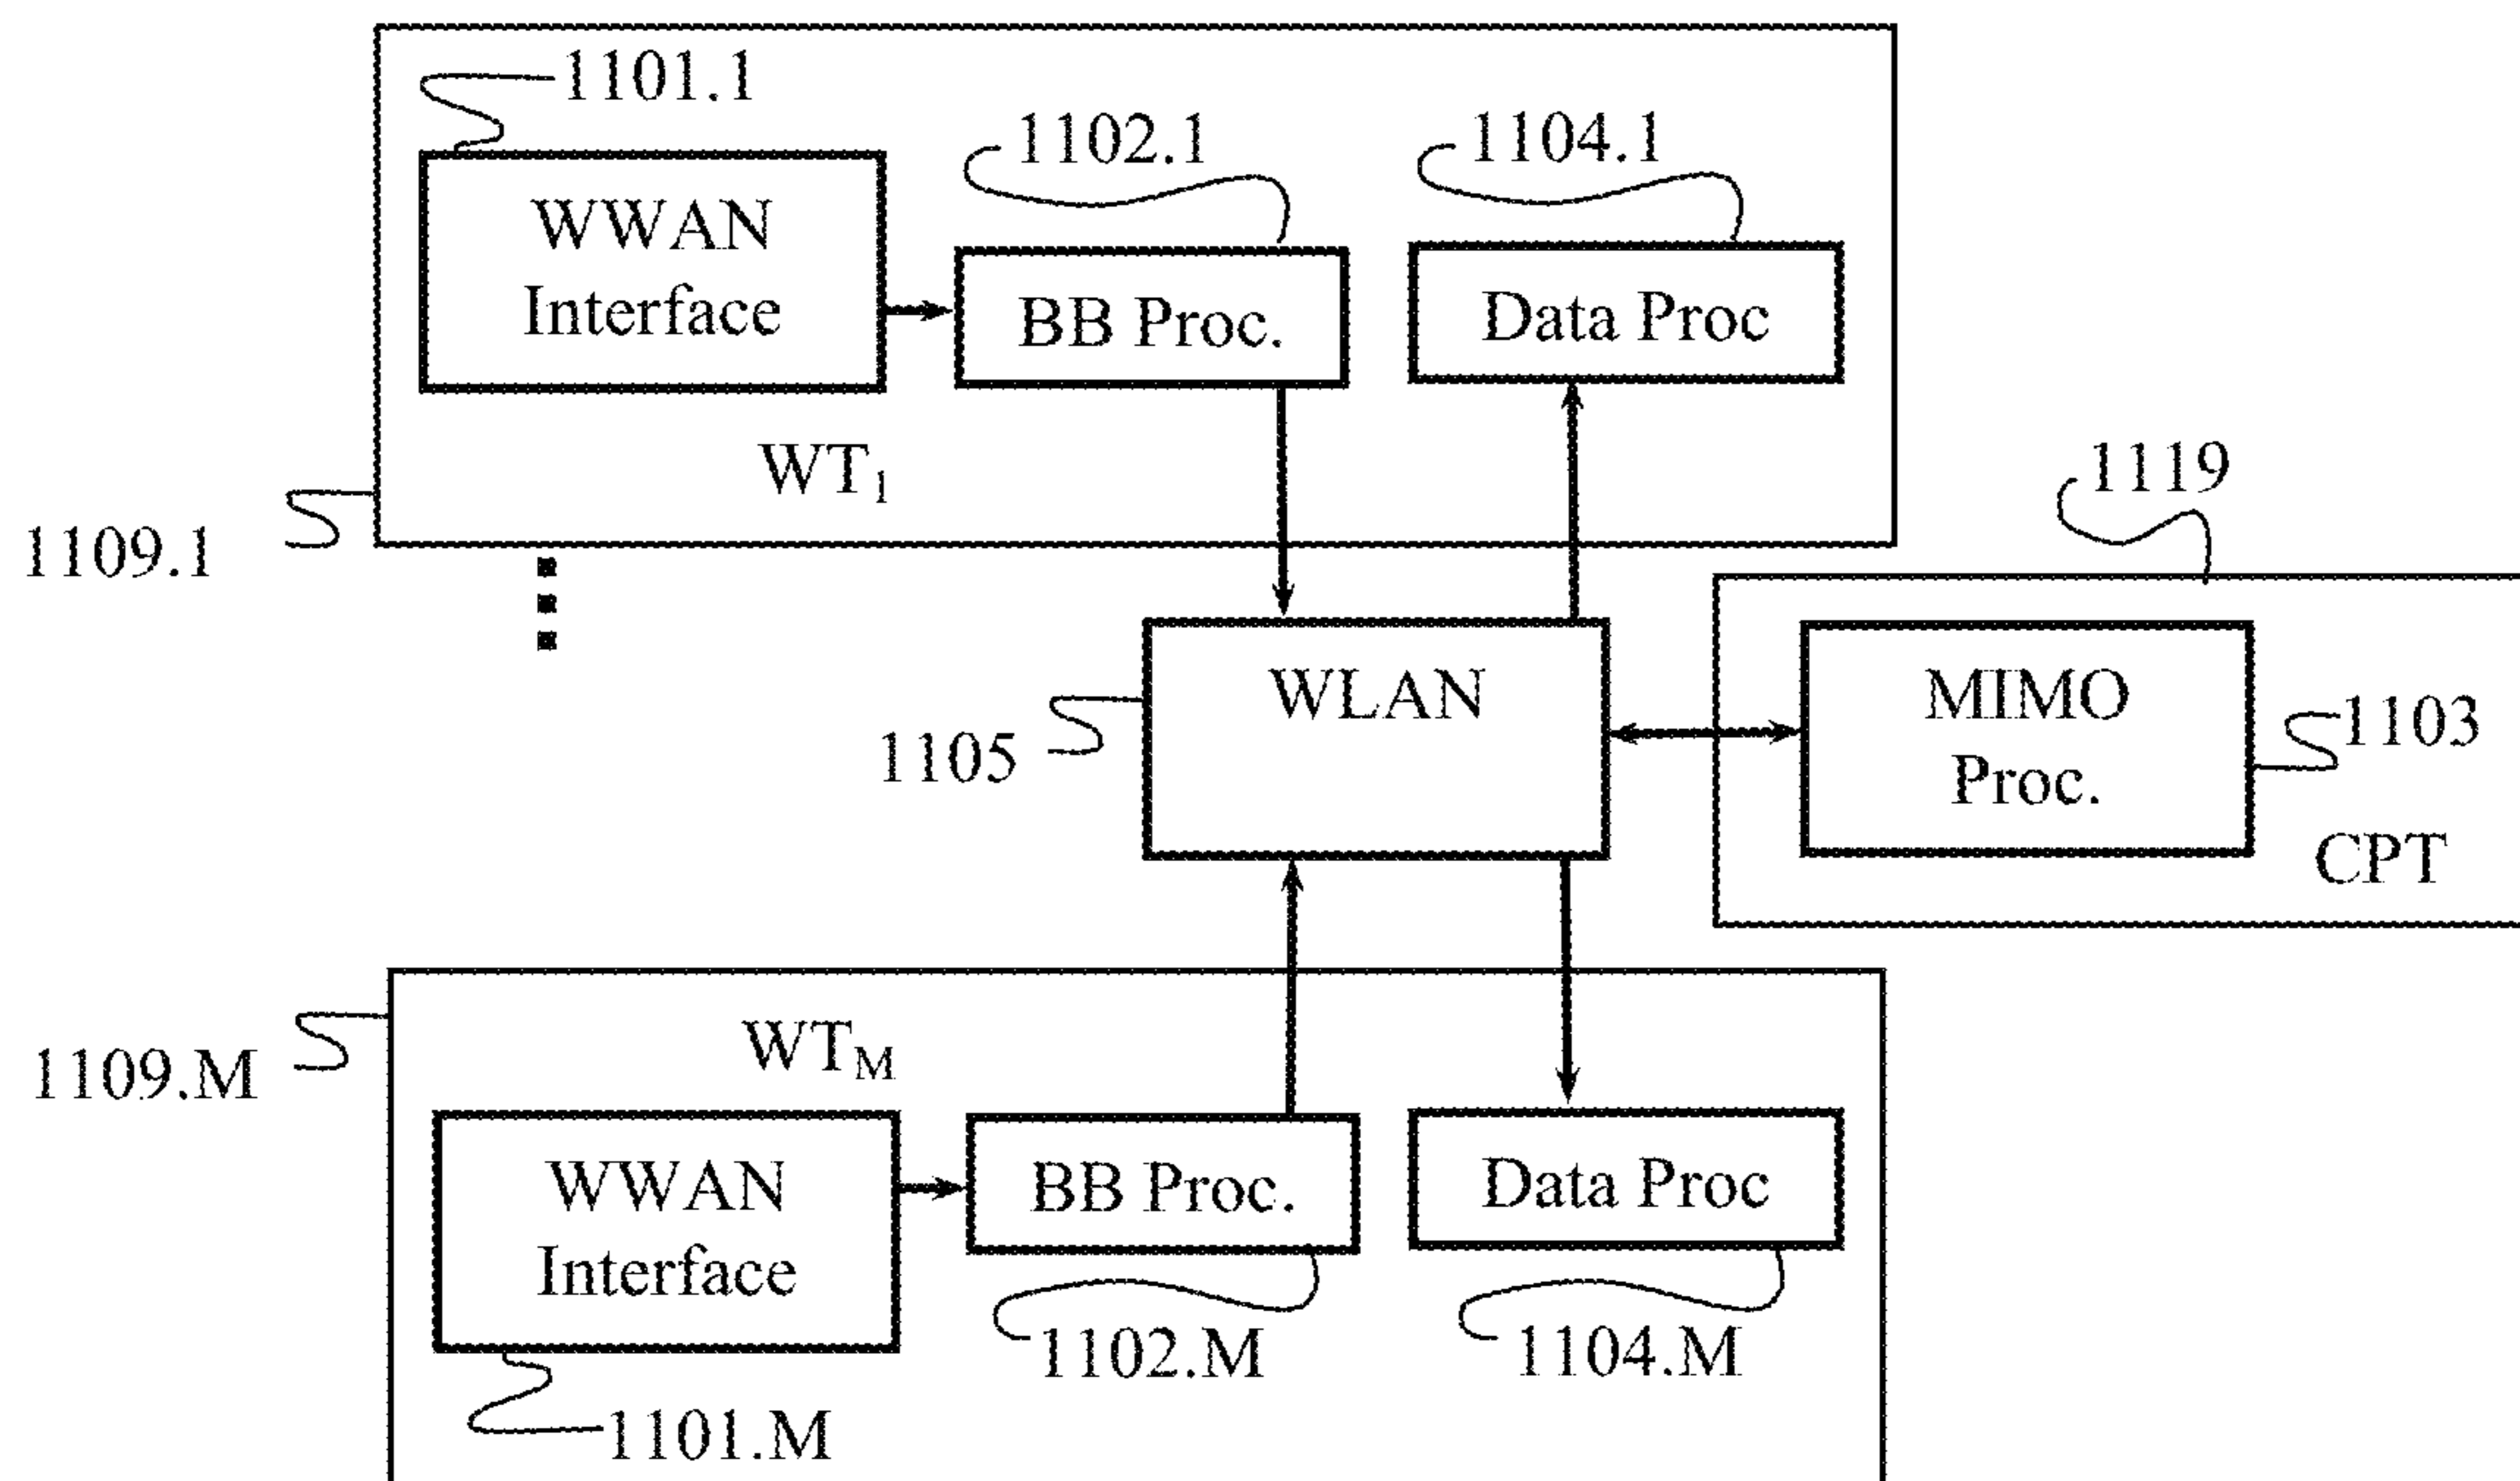 1101.1
1102.1
1104.1
WWAN
Interface
BB Proc.
Data Proc
WT1
1109.1
1119
WLAN
MIMO
Proc.
1103
1105
CPT
WTM
1109.M
WWAN
Interface
BB Proc.
Data Proc
1102.M
1104.M
1101.M